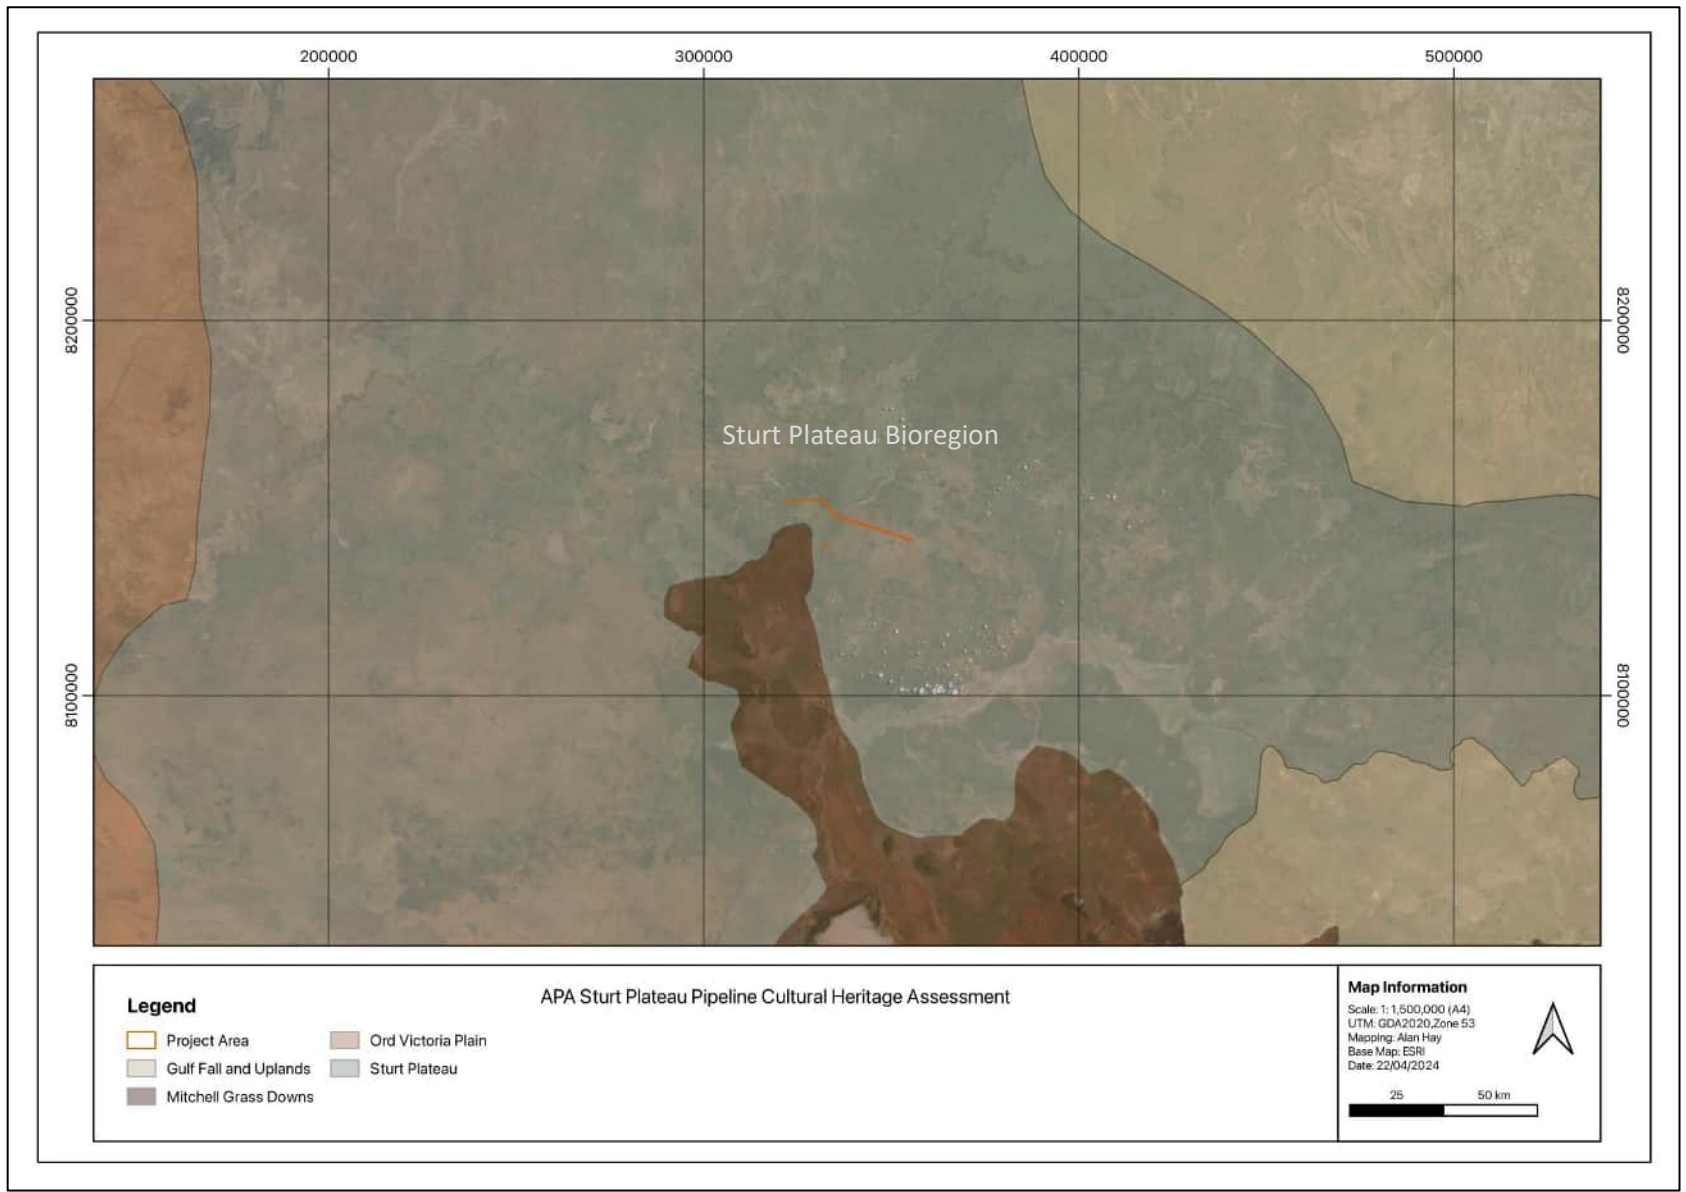 200000 300000 400000 500000
8200000 8200000
Sturt Plateau Bioregion
8100000 8100000
Legend
Project Area
Gulf Fall and Uplands
Mitchell Grass Downs
Ord Victoria Plain
Sturt Plateau
APA Sturt Plateau Pipeline Cultural Heritage Assessment
Map Information
Scale: 1: 1,500,000 (A4)
UTM: GDA2020,Zone 53
Mapping: Alan Hay
Base Map: ESRI
Date: 22/04/2024
25 50 km